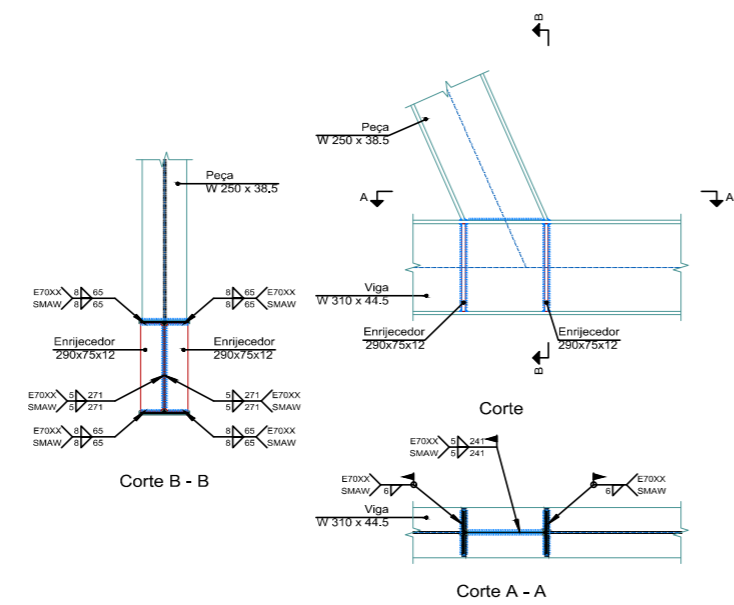 B
Peça
W 250 x 38.5
A
A
Viga
W 310 x 44.5
Enrijecedor
290x75x12
Enrijecedor
290x75x12
B
Corte
Peça
W 250 x 38.5
E70XX
SMAW
8 65
8 65
8 65
8 65
E70XX
SMAW
Enrijecedor
290x75x12
Enrijecedor
290x75x12
E70XX
SMAW
5 271
5 271
5 271
5 271
E70XX
SMAW
E70XX
SMAW
8 65
8 65
8 65
8 65
E70XX
SMAW
Corte B - B
E70XX
SMAW
5 241
5 241
E70XX
SMAW
6
6
E70XX
SMAW
Viga
W 310 x 44.5
Corte A - A